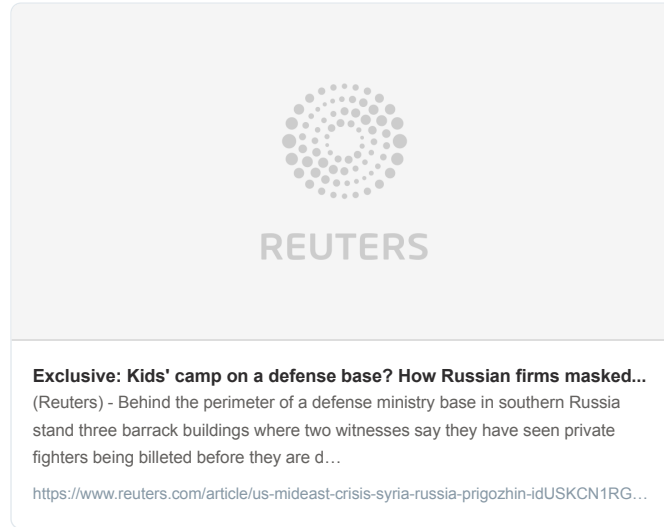 REUTERS
Exclusive: Kids' camp on a defense base? How Russian firms masked...
(Reuters) - Behind the perimeter of a defense ministry base in southern Russia
stand three barrack buildings where two witnesses say they have seen private
fighters being billeted before they are d…
https://www.reuters.com/article/us-mideast-crisis-syria-russia-prigozhin-idUSKCN1RG…